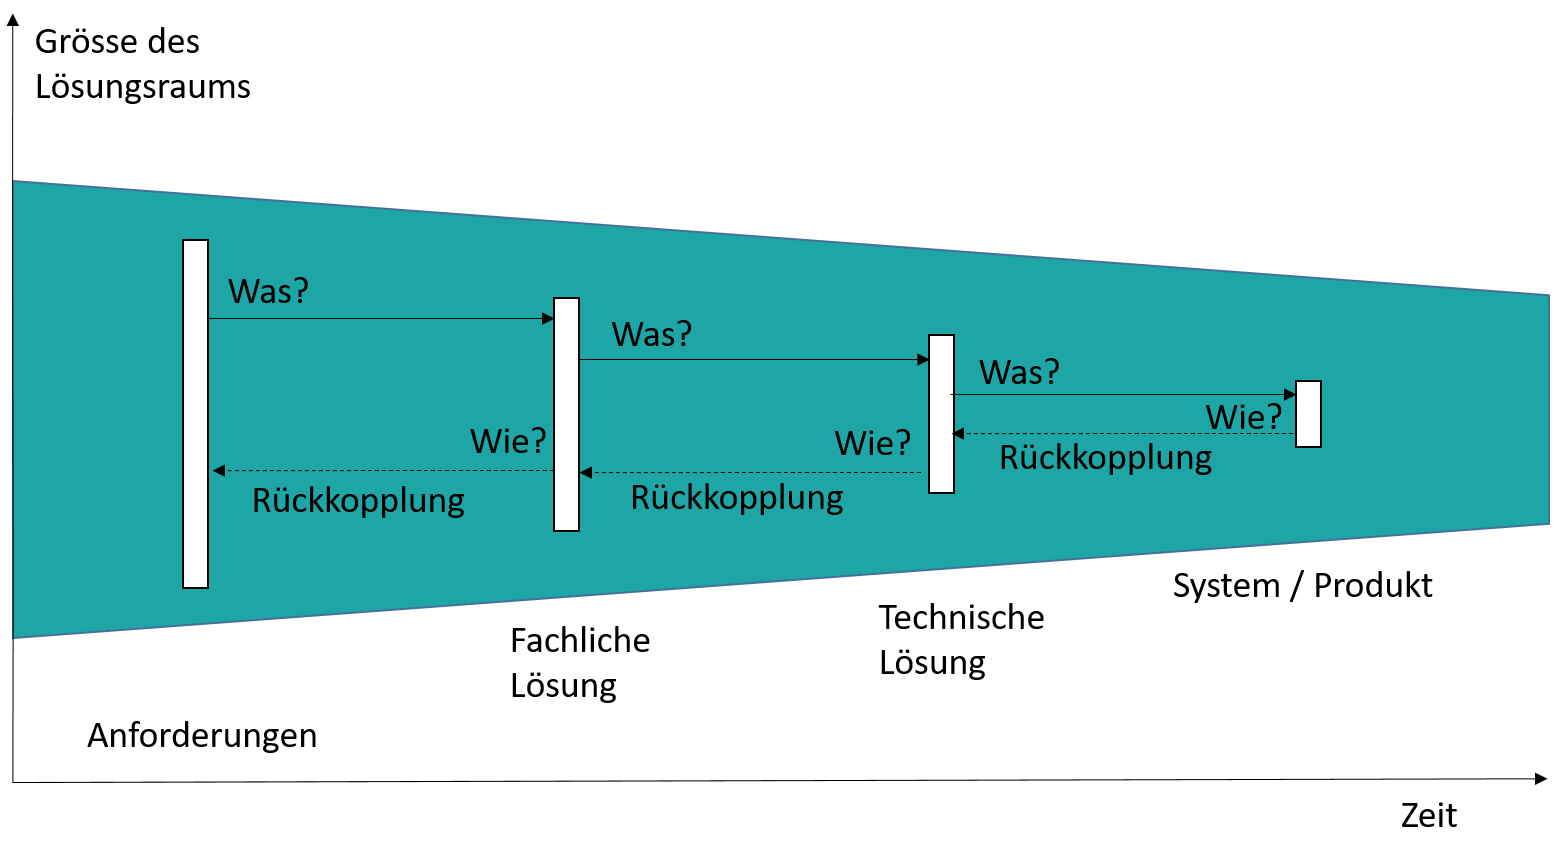 Grösse des
Lösungsraums
Was?
Was?
Was?
Wie?
Wie?
Wie?
Rückkopplung
Rückkopplung
Rückkopplung
System / Produkt
Technische
Lösung
Fachliche
Lösung
Anforderungen
Zeit